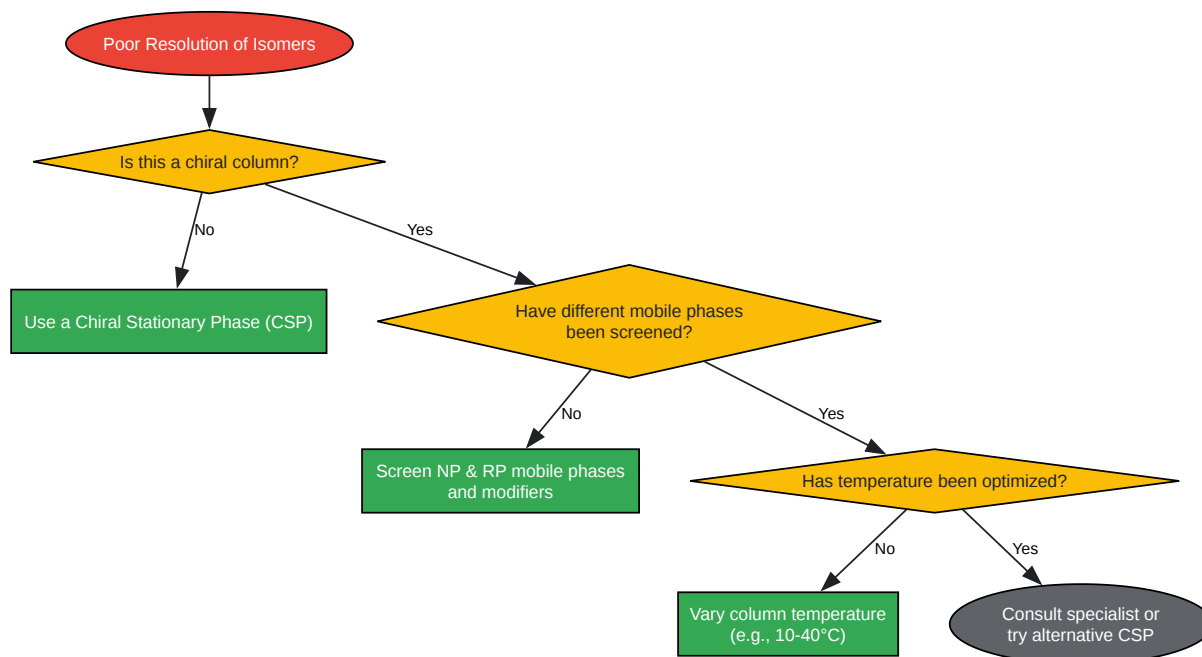 Poor Resolution of Isomers
Is this a chiral column?
No
Yes
Use a Chiral Stationary Phase (CSP)
Have different mobile phases
been screened?
No
Yes
Screen NP & RP mobile phases
and modifiers
Has temperature been optimized?
No
Yes
Vary column temperature
(e.g., 10-40°C)
Consult specialist or
try alternative CSP